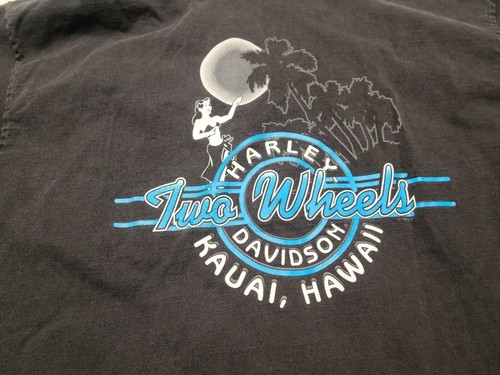 HARLEY
Two Wheels
DAVIDSON
KAUAI, HAWAII